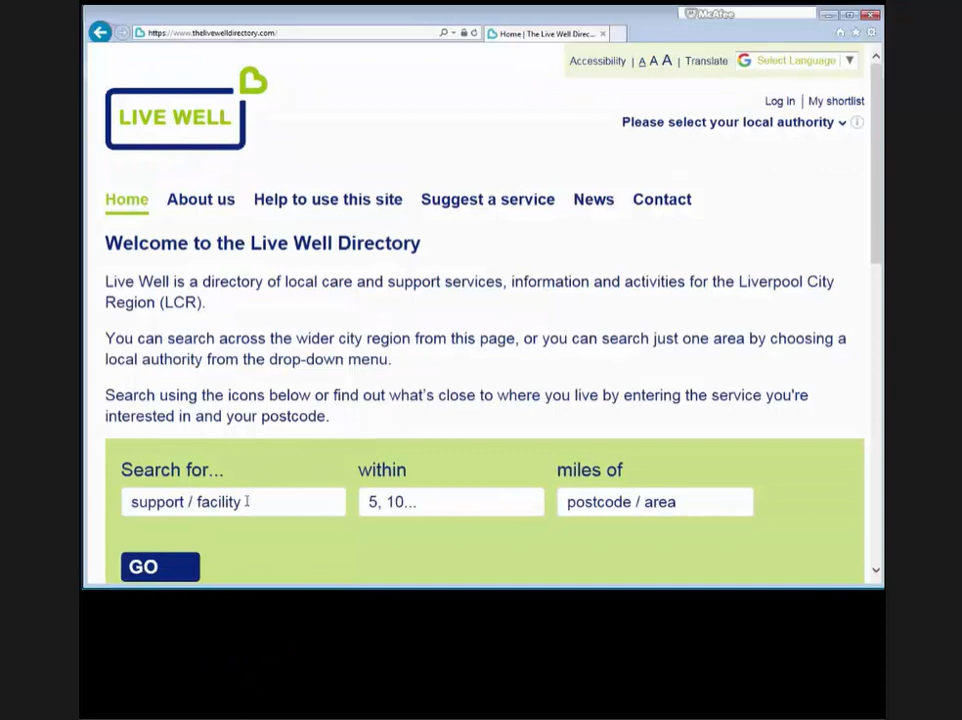 McAfee
https://www.thelivewelldirectory.com/
Home | The Live Well Direc...
Accessibility | A A A | Translate Select Language
LIVE WELL
Log in | My shortlist
Please select your local authority
Home About us Help to use this site Suggest a service News Contact
Welcome to the Live Well Directory
Live Well is a directory of local care and support services, information and activities for the Liverpool City
Region (LCR).
You can search across the wider city region from this page, or you can search just one area by choosing a
local authority from the drop-down menu.
Search using the icons below or find out what's close to where you live by entering the service you're
interested in and your postcode.
Search for... within miles of
support / facility 5, 10... postcode / area
GO